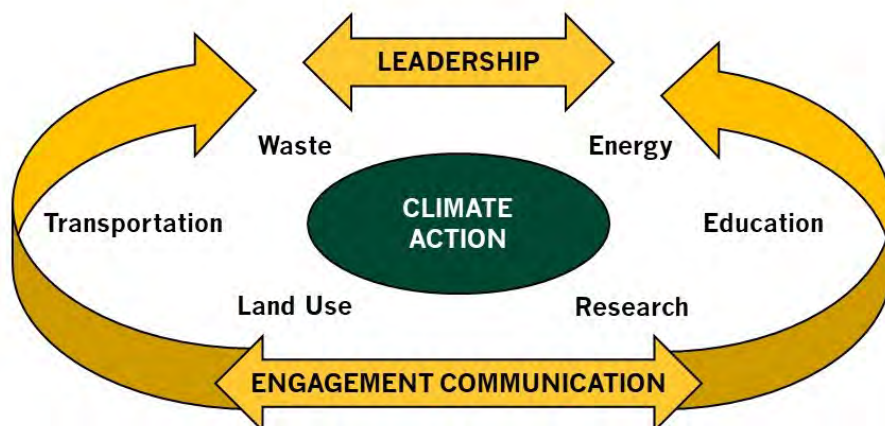 LEADERSHIP
Waste
Energy
CLIMATE
ACTION
Transportation
Education
Land Use
Research
ENGAGEMENT COMMUNICATION